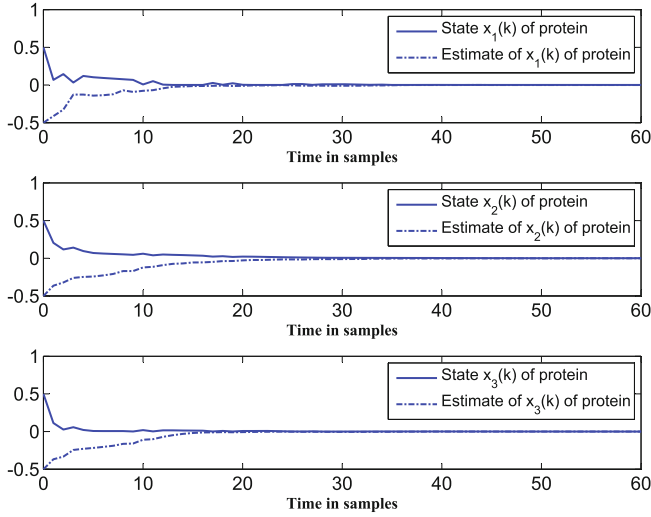 1
0.5
0
-0.5
State x1(k) of protein
Estimate of x1(k) of protein
0 10 20 30 40 50 60
Time in samples
1
0.5
0
-0.5
State x2(k) of protein
Estimate of x2(k) of protein
0 10 20 30 40 50 60
Time in samples
1
0.5
0
-0.5
State x3(k) of protein
Estimate of x3(k) of protein
0 10 20 30 40 50 60
Time in samples